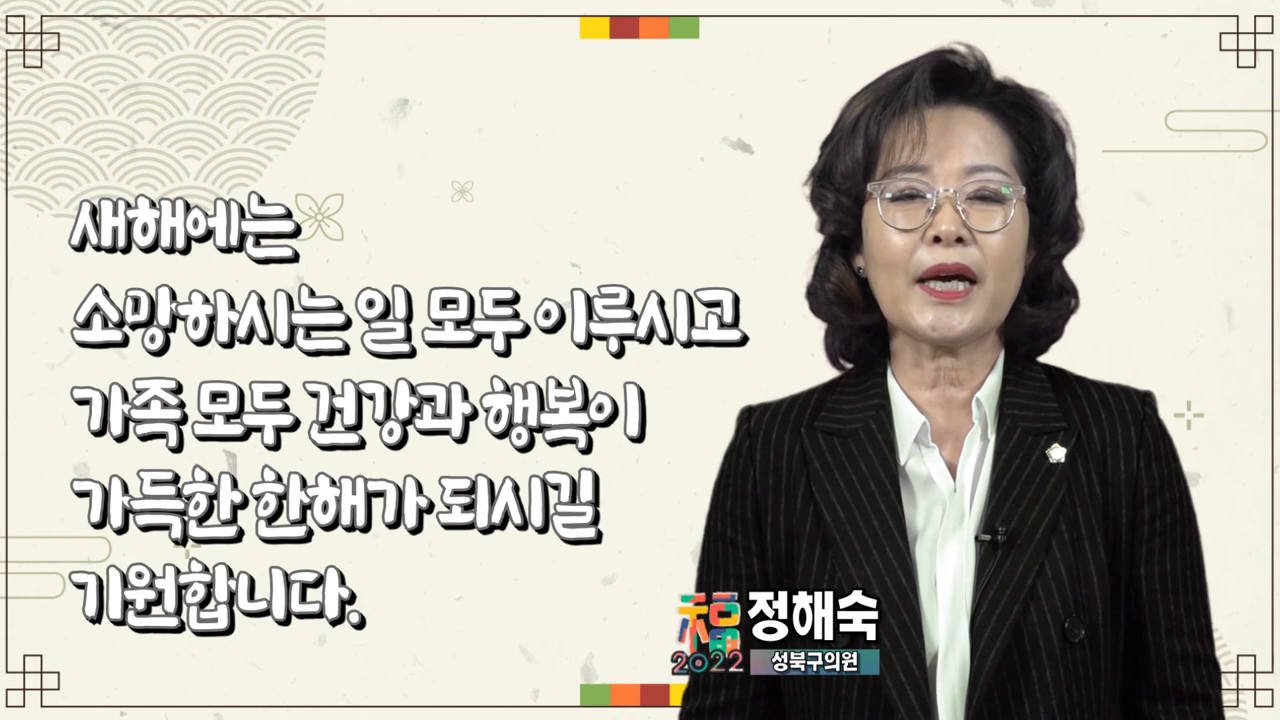 새해에는
소망하시는 일 모두 이루시고
가족 모두 건강과 행복이
가득한 한해가 되시길
기원합니다.
福 정해숙
2022 성북구의원